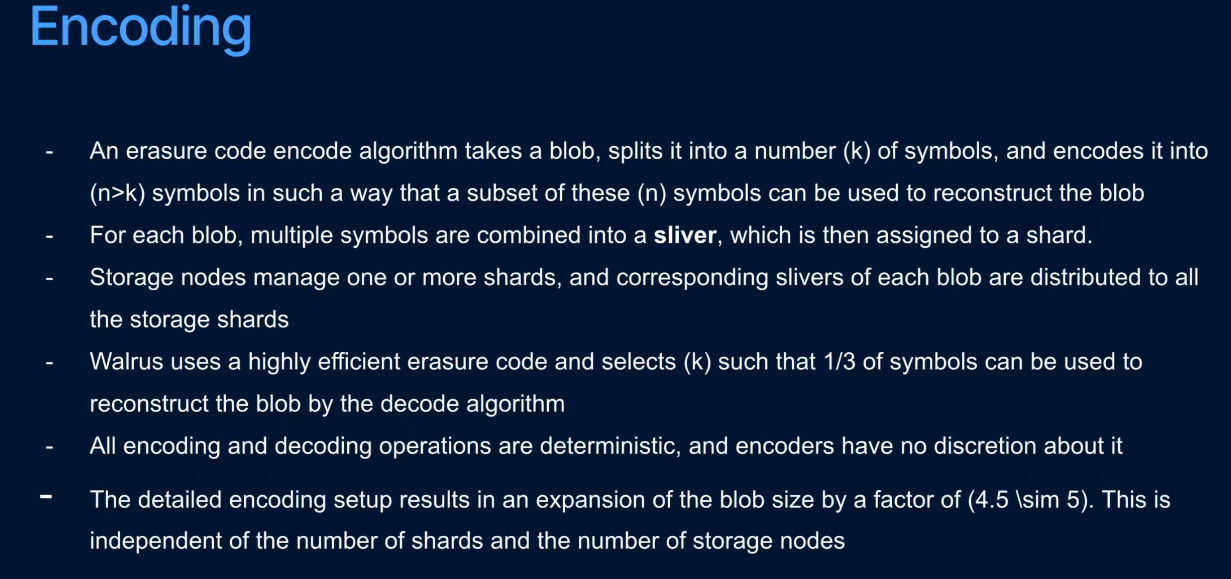 Encoding
- An erasure code encode algorithm takes a blob, splits it into a number (k) of symbols, and encodes it into
(n>k) symbols in such a way that a subset of these (n) symbols can be used to reconstruct the blob
- For each blob, multiple symbols are combined into a sliver, which is then assigned to a shard.
- Storage nodes manage one or more shards, and corresponding slivers of each blob are distributed to all
the storage shards
- Walrus uses a highly efficient erasure code and selects (k) such that 1/3 of symbols can be used to
reconstruct the blob by the decode algorithm
- All encoding and decoding operations are deterministic, and encoders have no discretion about it
- The detailed encoding setup results in an expansion of the blob size by a factor of (4.5 \sim 5). This is
independent of the number of shards and the number of storage nodes